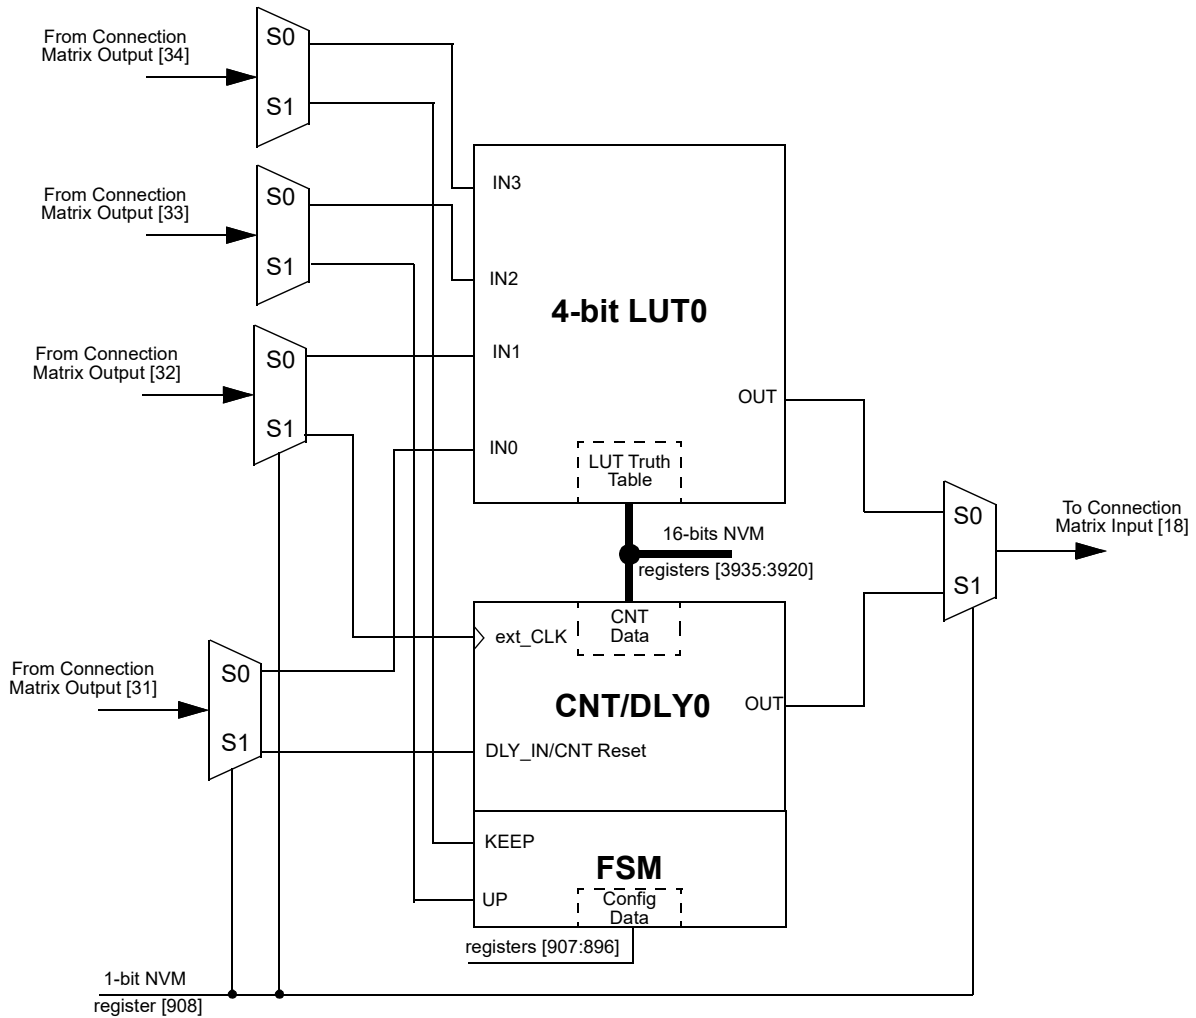 From Connection
Matrix Output [34]
S0
S1
From Connection
Matrix Output [33]
S0
S1
From Connection
Matrix Output [32]
S0
S1
From Connection
Matrix Output [31]
S0
S1
IN3
IN2
IN1
IN0
4-bit LUT0
OUT
LUT Truth
Table
16-bits NVM
registers [3935:3920]
CNT
Data
ext_CLK
CNT/DLY0
OUT
DLY_IN/CNT Reset
KEEP
FSM
UP
Config
Data
registers [907:896]
S0
S1
To Connection
Matrix Input [18]
1-bit NVM
register [908]